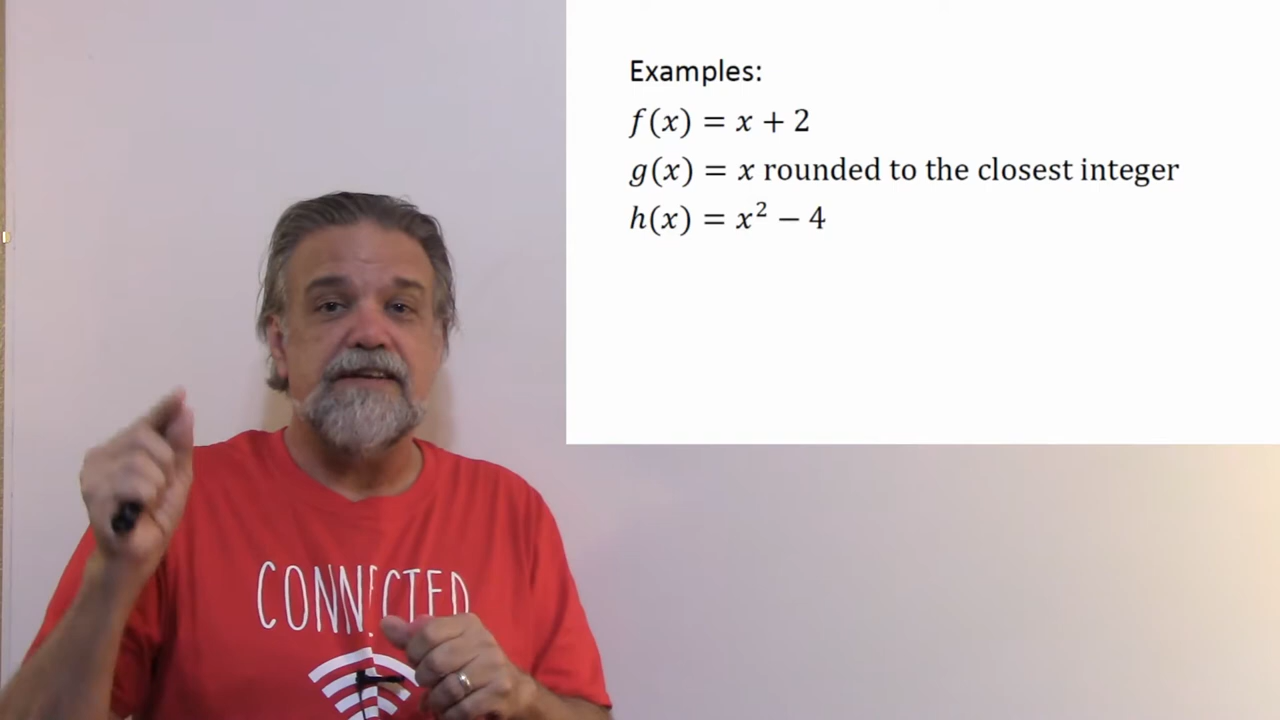 Examples:
f(x) = x + 2
g(x) = x rounded to the closest integer
h(x) = x² − 4
CONNECTED